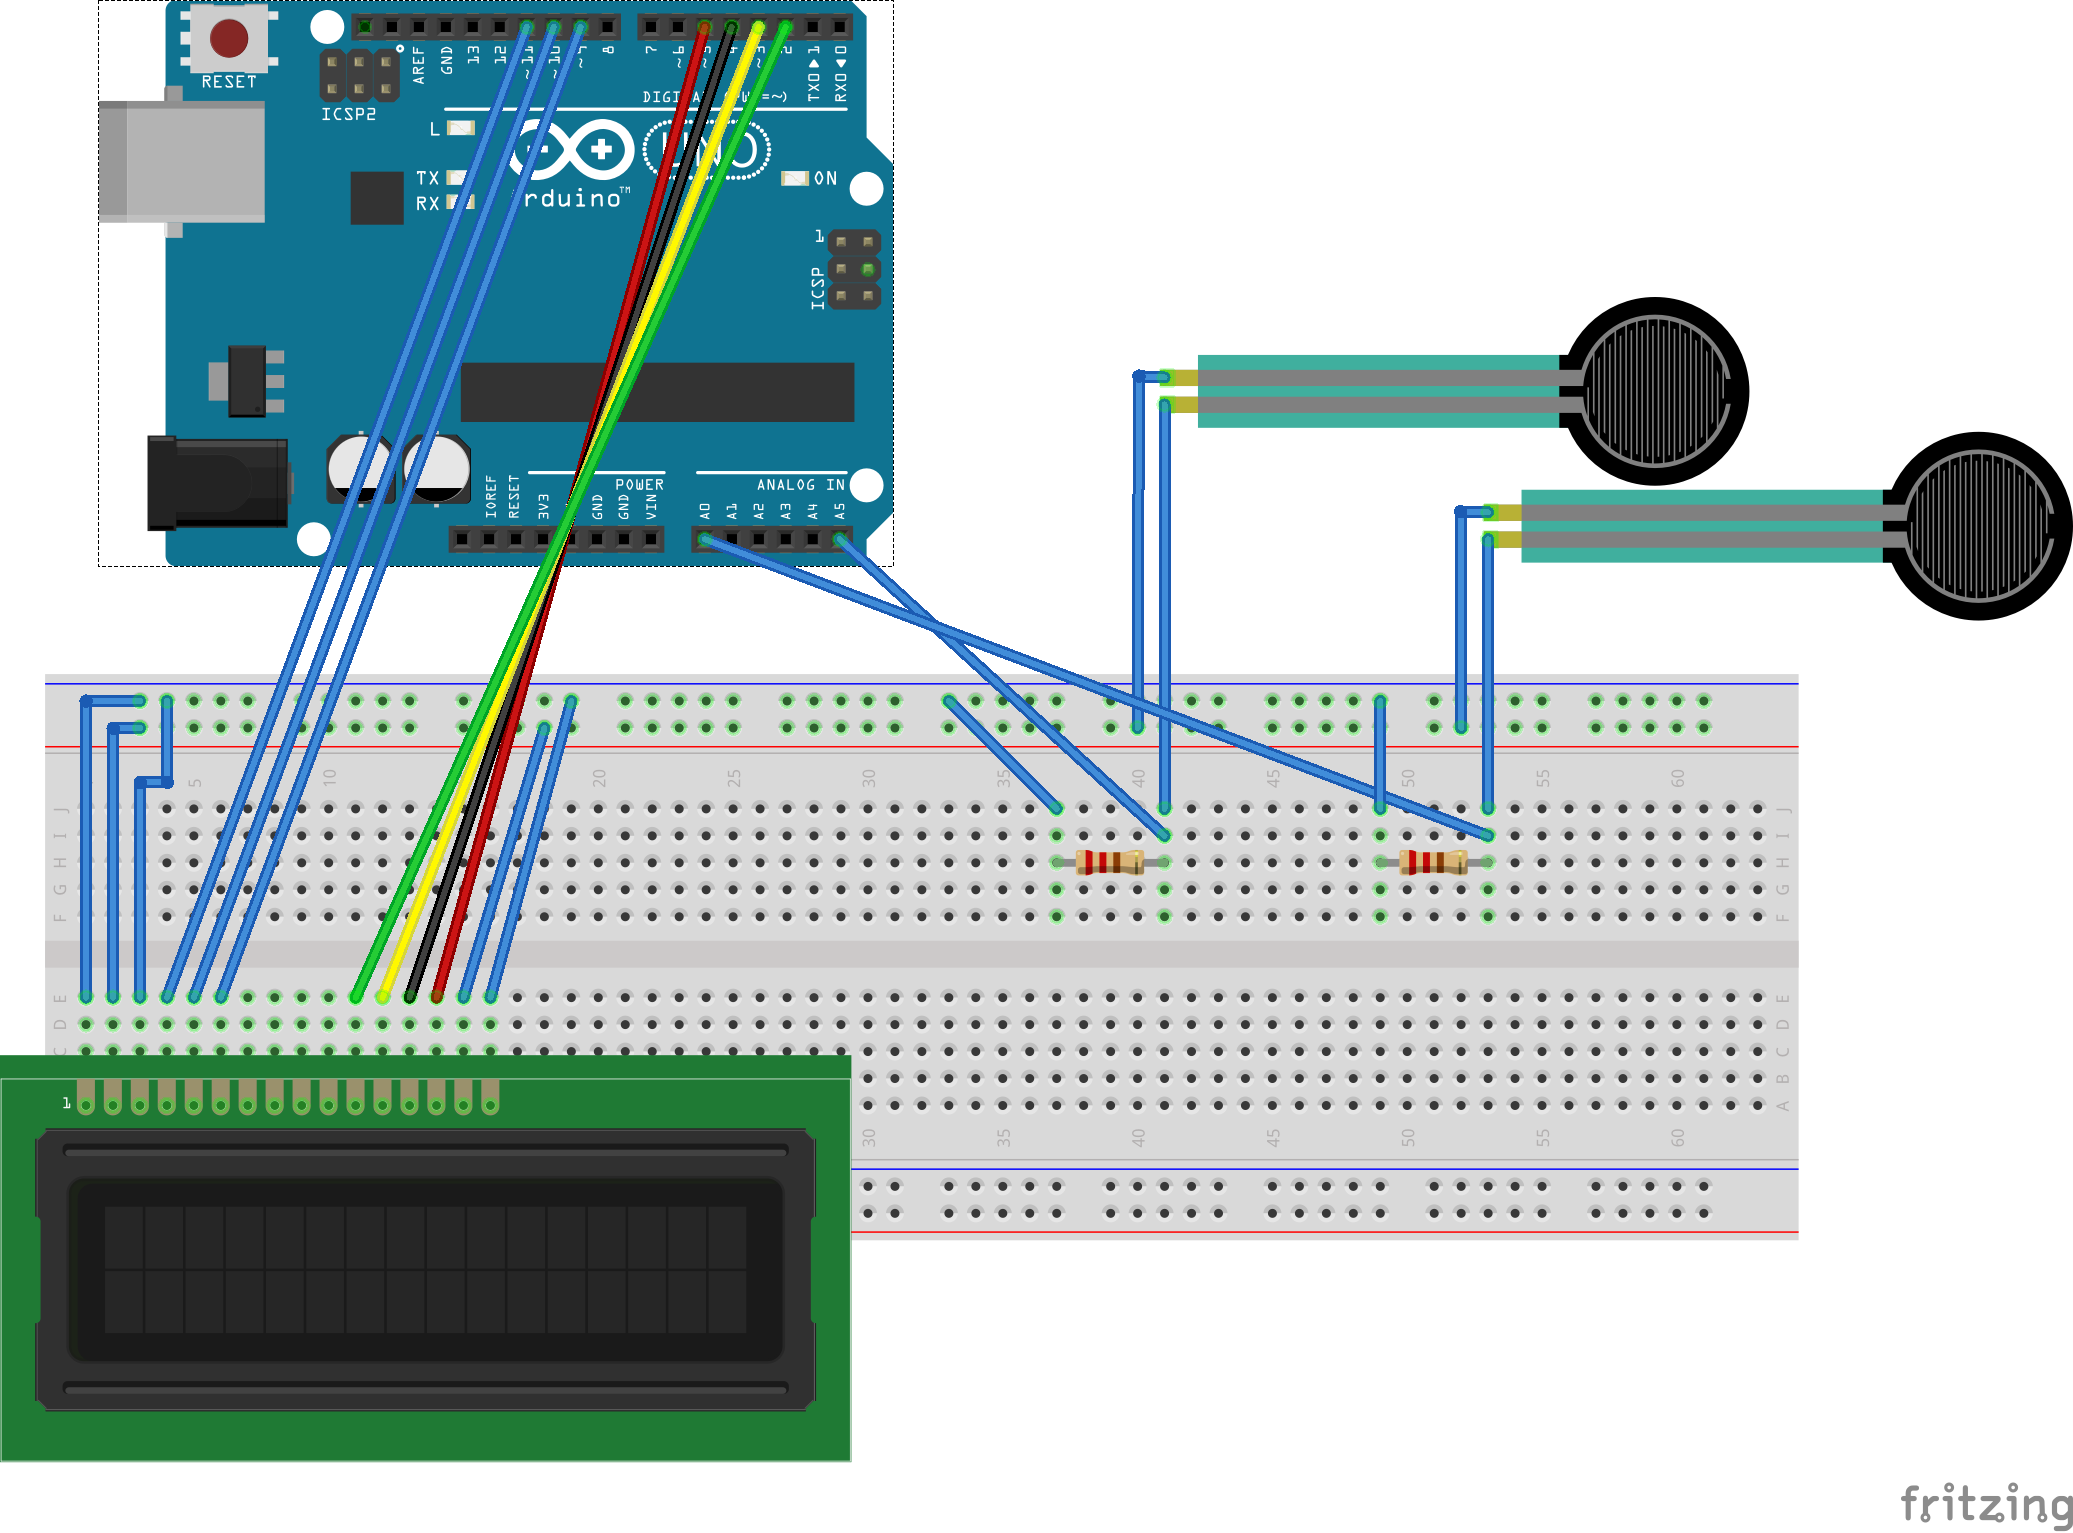 RESET
ICSP2
AREF
GND
13
12
~11
~10
~9
8
7
~6
~5
4
~3
2
TX0▶1
RX0◀0
L
TX
RX
arduino™
UNO
ON
1
ICSP
IOREF
RESET
3V3
GND
GND
VIN
POWER
A0
A1
A2
A3
A4
A5
ANALOG IN
5 10 20 25 30 35 40 45 50 55 60
J J
I I
H H
G G
F F
E E
D D
C C
B
A
1
30 35 40 45 50 55 60
fritzing